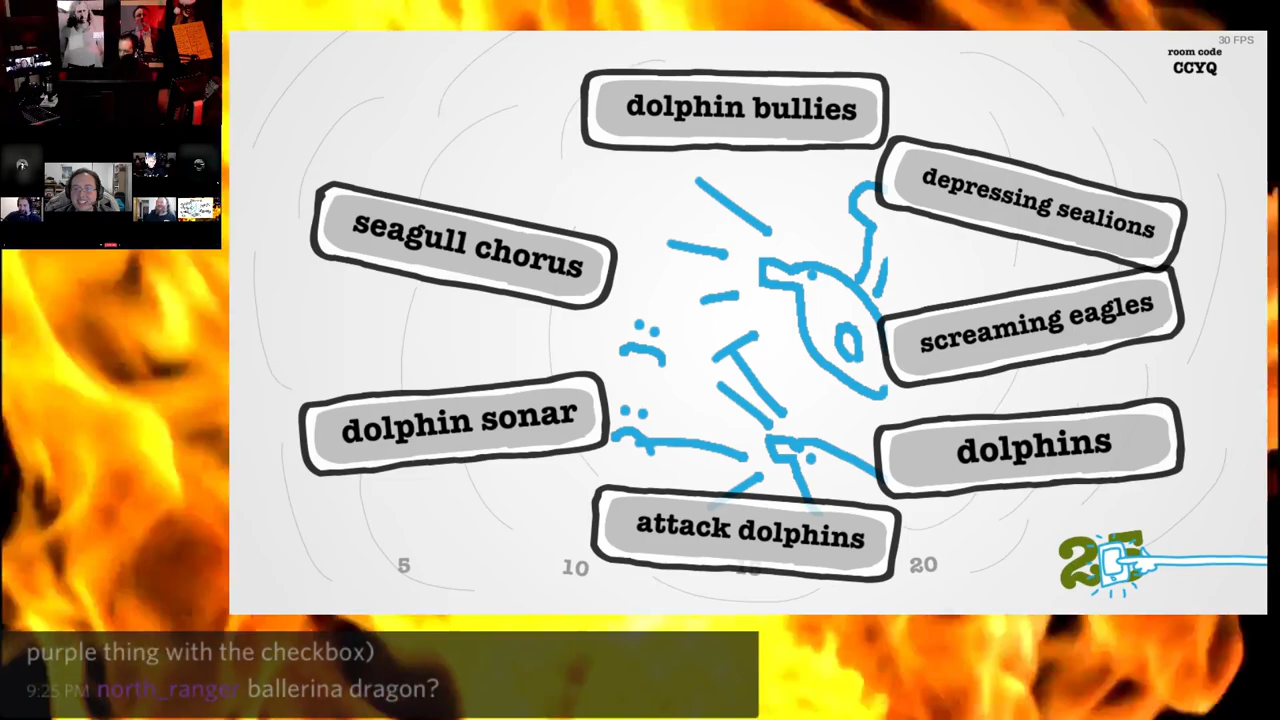 30 FPS
room code
CCYQ
dolphin bullies
depressing sealions
seagull chorus
screaming eagles
dolphin sonar
dolphins
attack dolphins
5
10
20
purple thing with the checkbox)
9:25 PM north_ranger ballerina dragon?